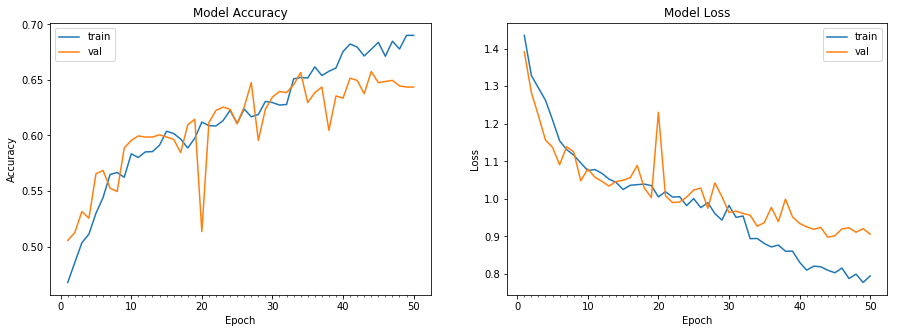 Model Accuracy
train
val
0.70
0.65
0.60
0.55
0.50
Accuracy
0
10
20
30
40
50
Epoch
Model Loss
train
val
1.4
1.3
1.2
1.1
1.0
0.9
0.8
Loss
0
10
20
30
40
50
Epoch